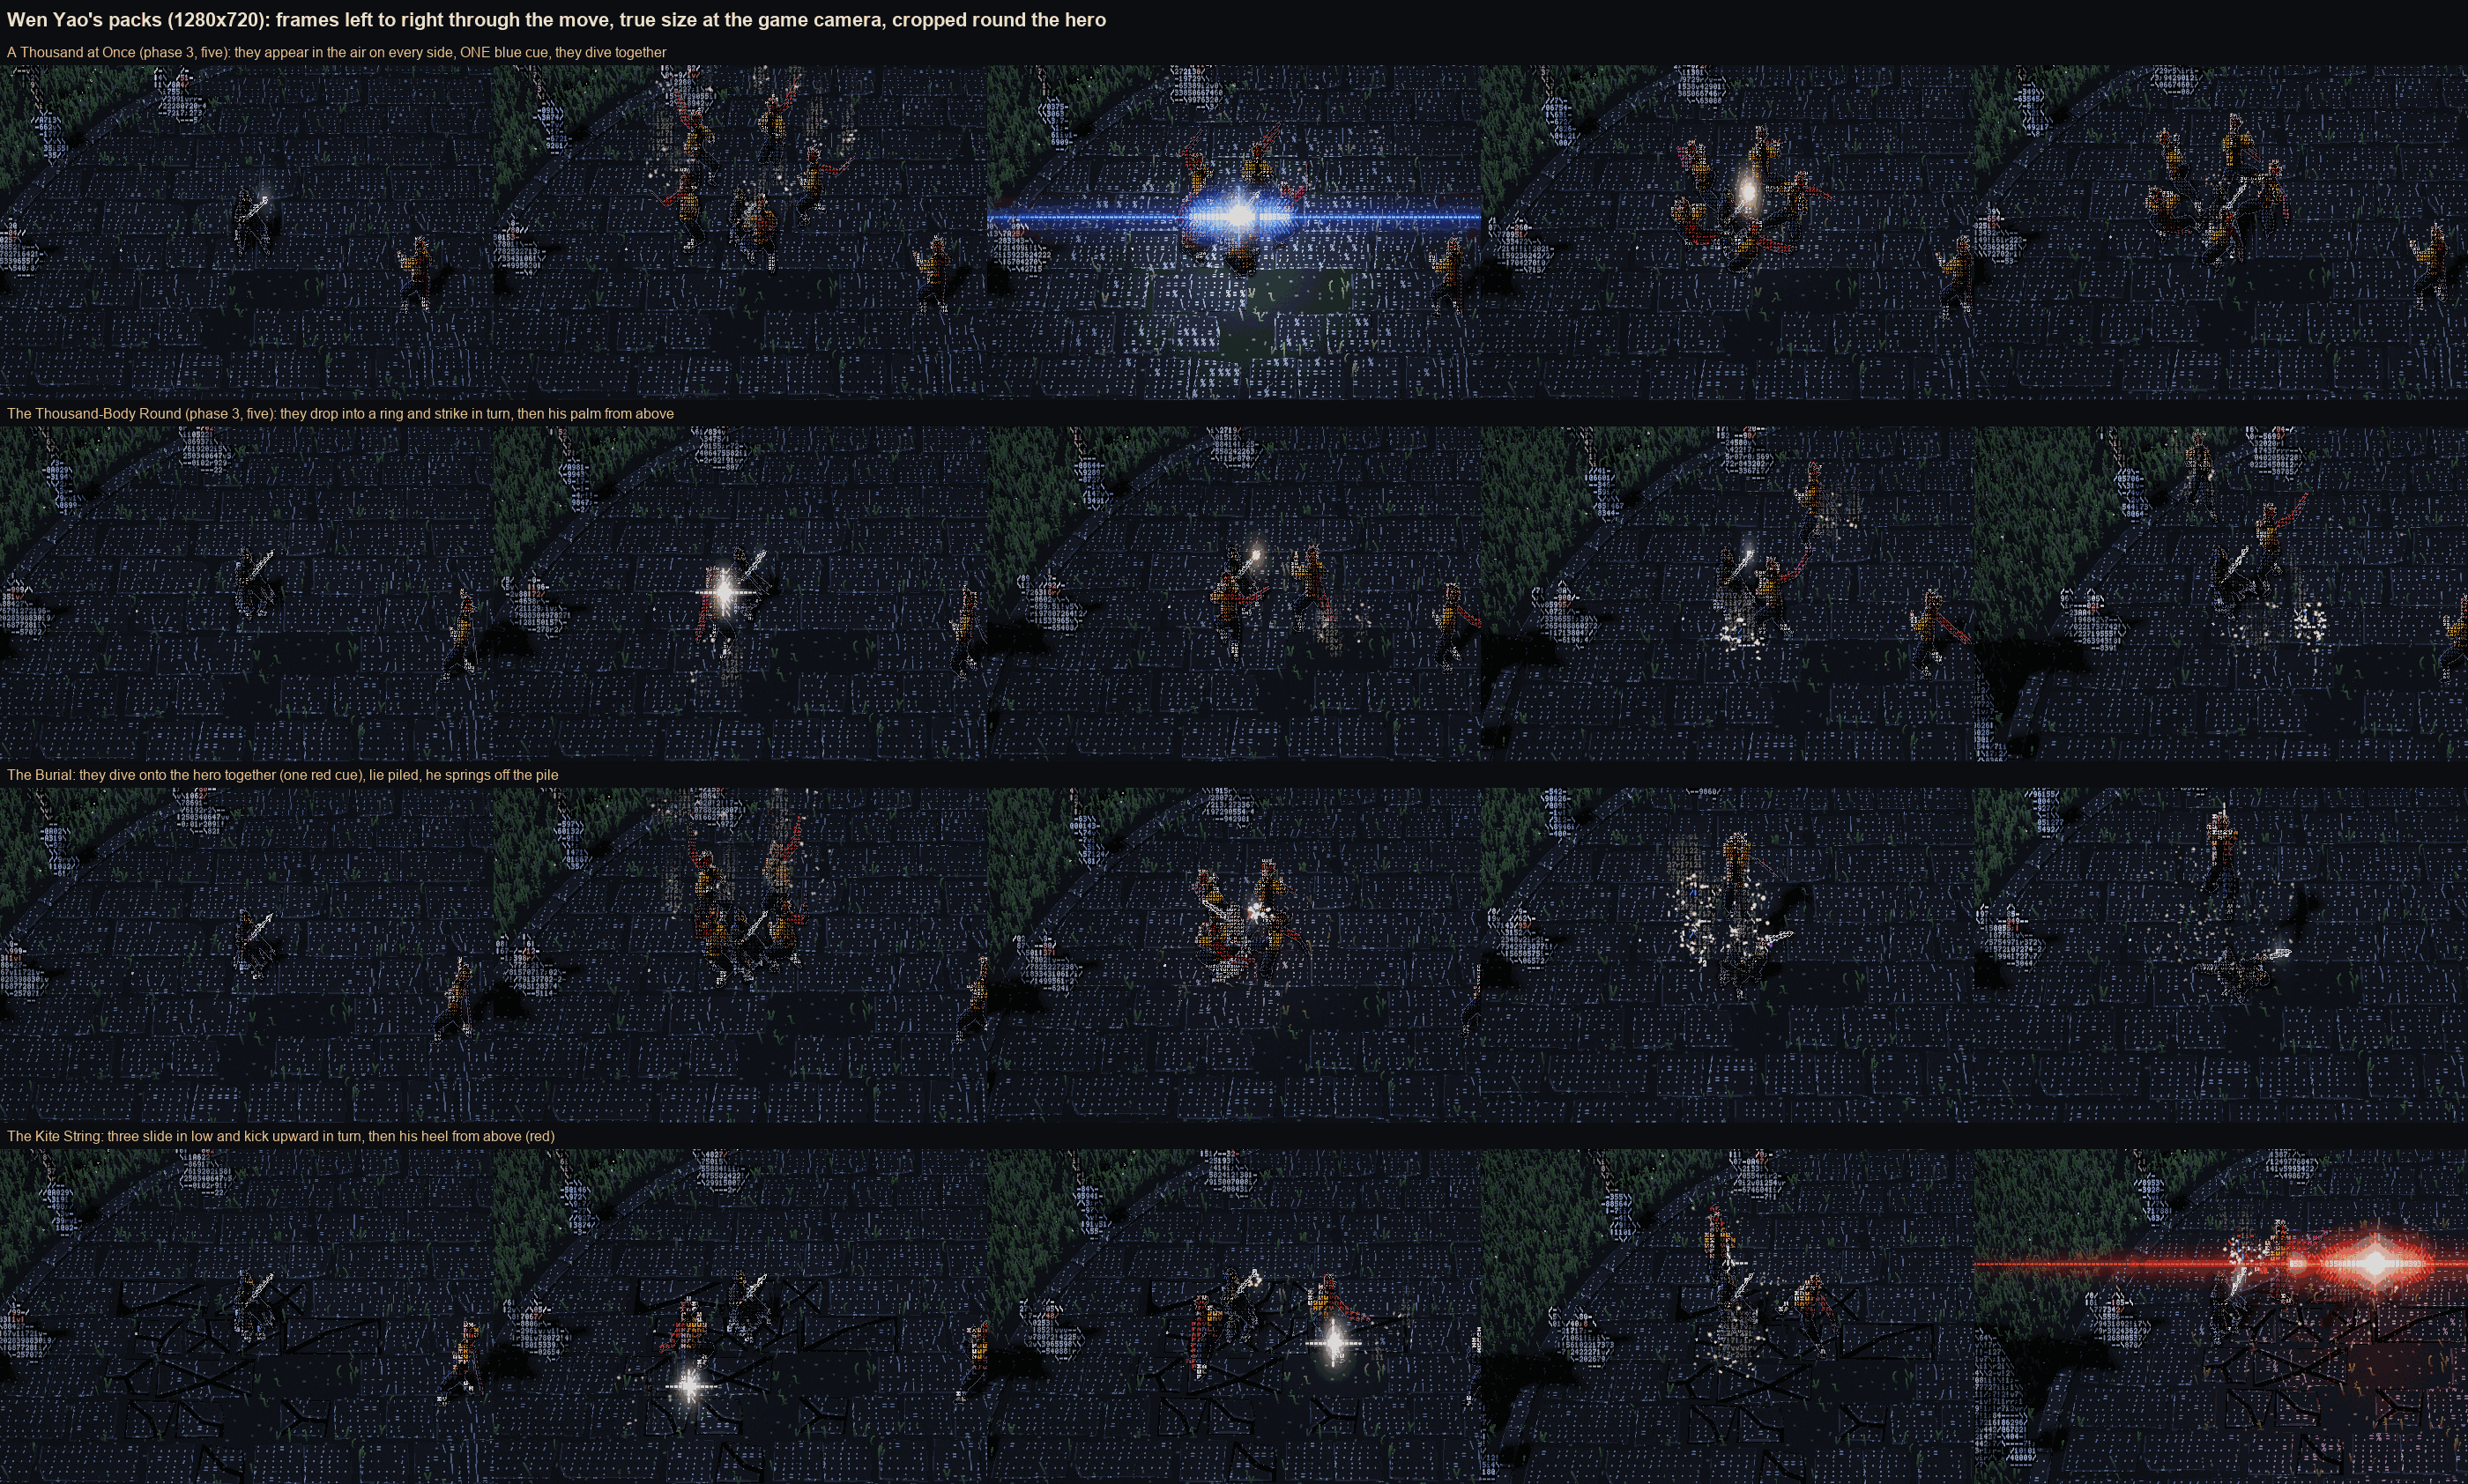 Wen Yao's packs (1280x720): frames left to right through the move, true size at the game camera, cropped round the hero
A Thousand at Once (phase 3, five): they appear in the air on every side, ONE blue cue, they dive together
The Thousand-Body Round (phase 3, five): they drop into a ring and strike in turn, then his palm from above
The Burial: they dive onto the hero together (one red cue), lie piled, he springs off the pile
The Kite String: three slide in low and kick upward in turn, then his heel from above (red)